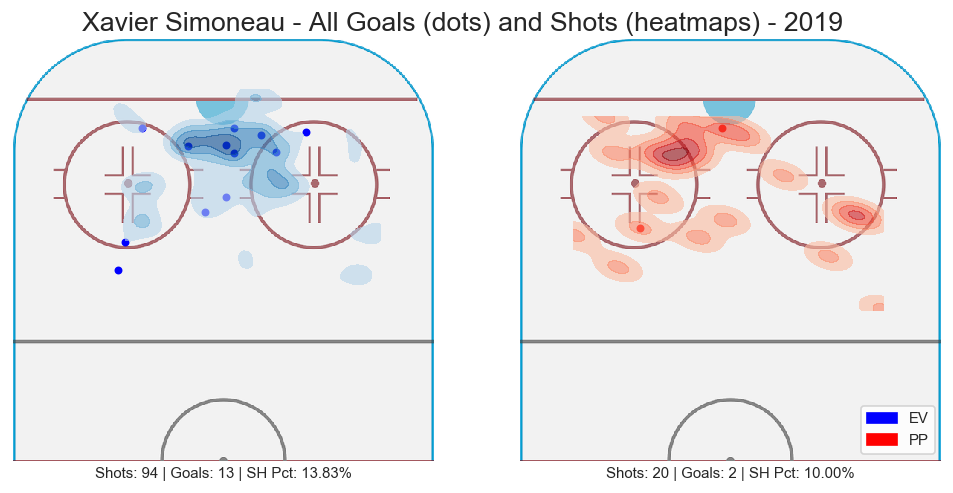 Xavier Simoneau - All Goals (dots) and Shots (heatmaps) - 2019
EV
PP
Shots: 94 | Goals: 13 | SH Pct: 13.83%
Shots: 20 | Goals: 2 | SH Pct: 10.00%